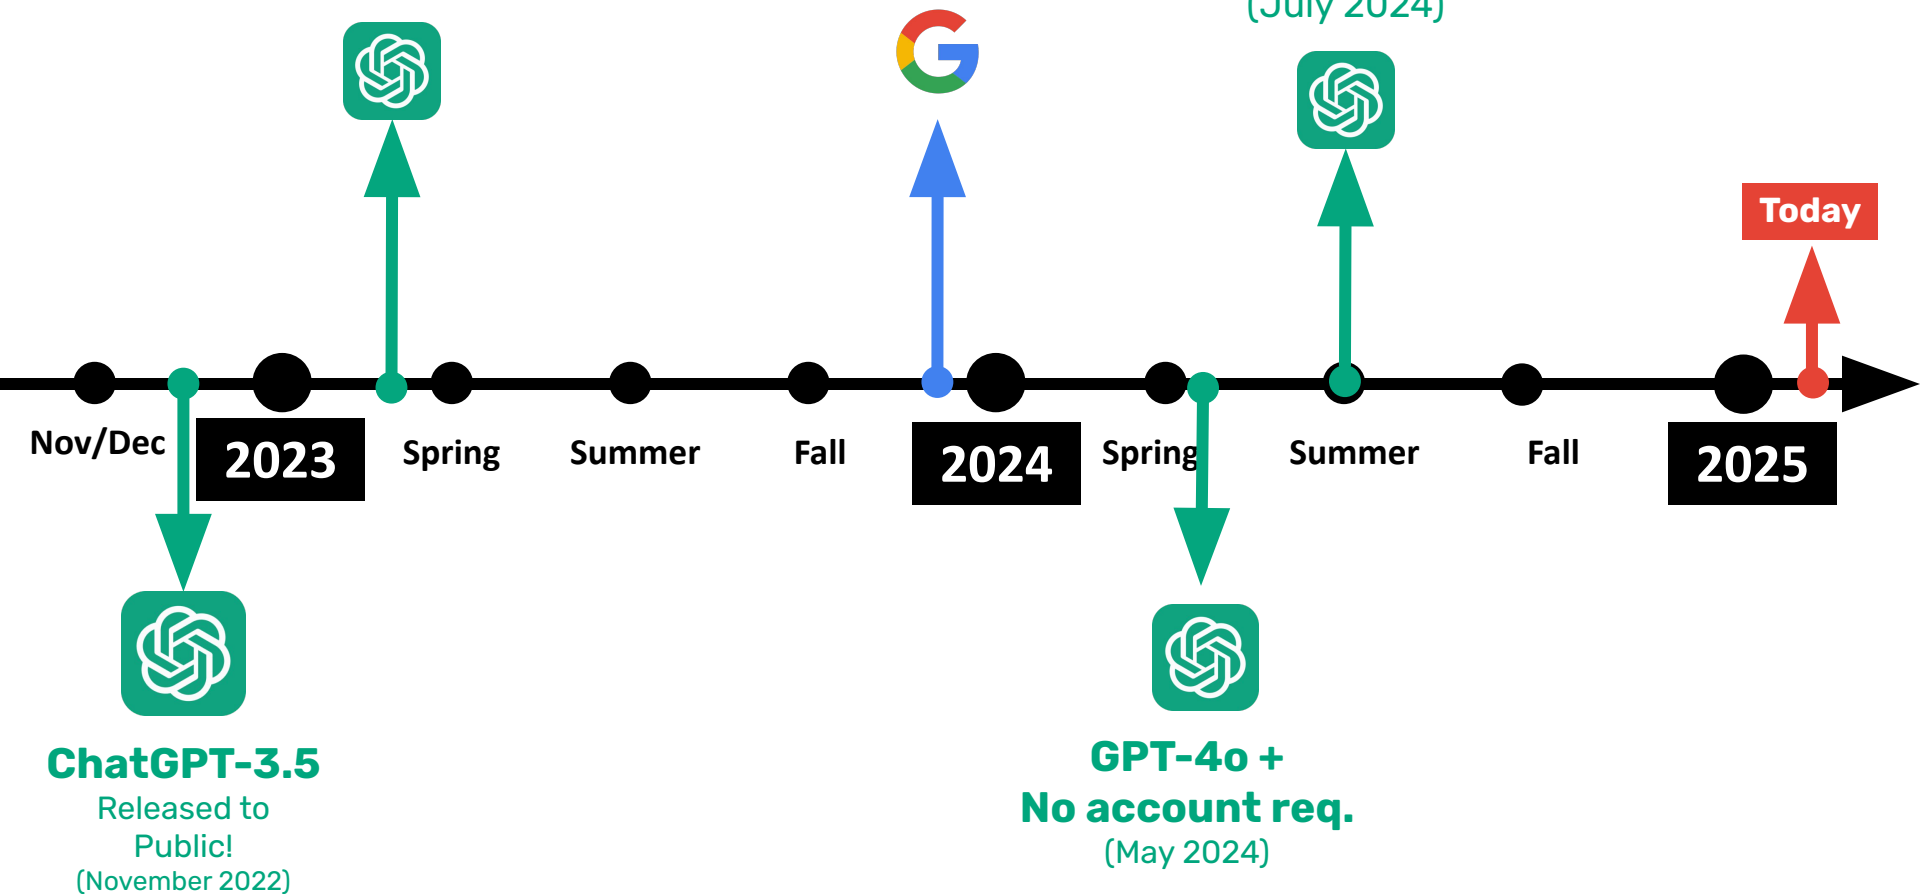 (July 2024)
Today
Nov/Dec
2023
Spring
Summer
Fall
2024
Spring
Summer
Fall
2025
ChatGPT-3.5
Released to
Public!
(November 2022)
GPT-4o +
No account req.
(May 2024)